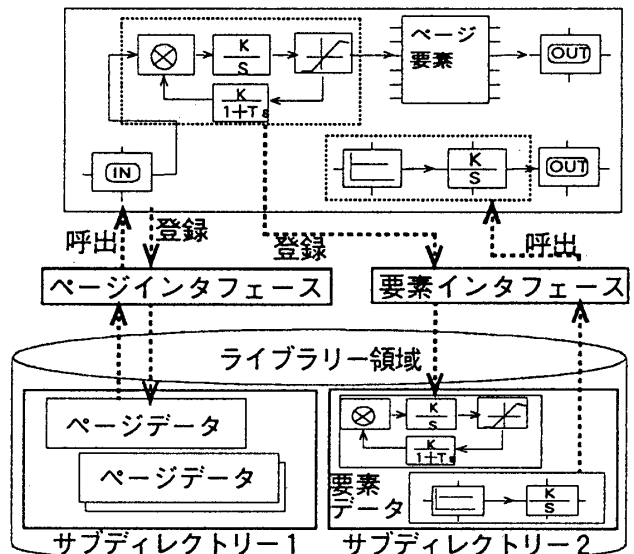 K
S
ページ
要素
OUT
K
1+Ts
IN
K
S
OUT
呼出
登録
登録
呼出
ページインタフェース
要素インタフェース
ライブラリー領域
ページデータ
ページデータ
K
S
K
1+Ts
要素
データ
K
S
サブディレクトリー1
サブディレクトリー2